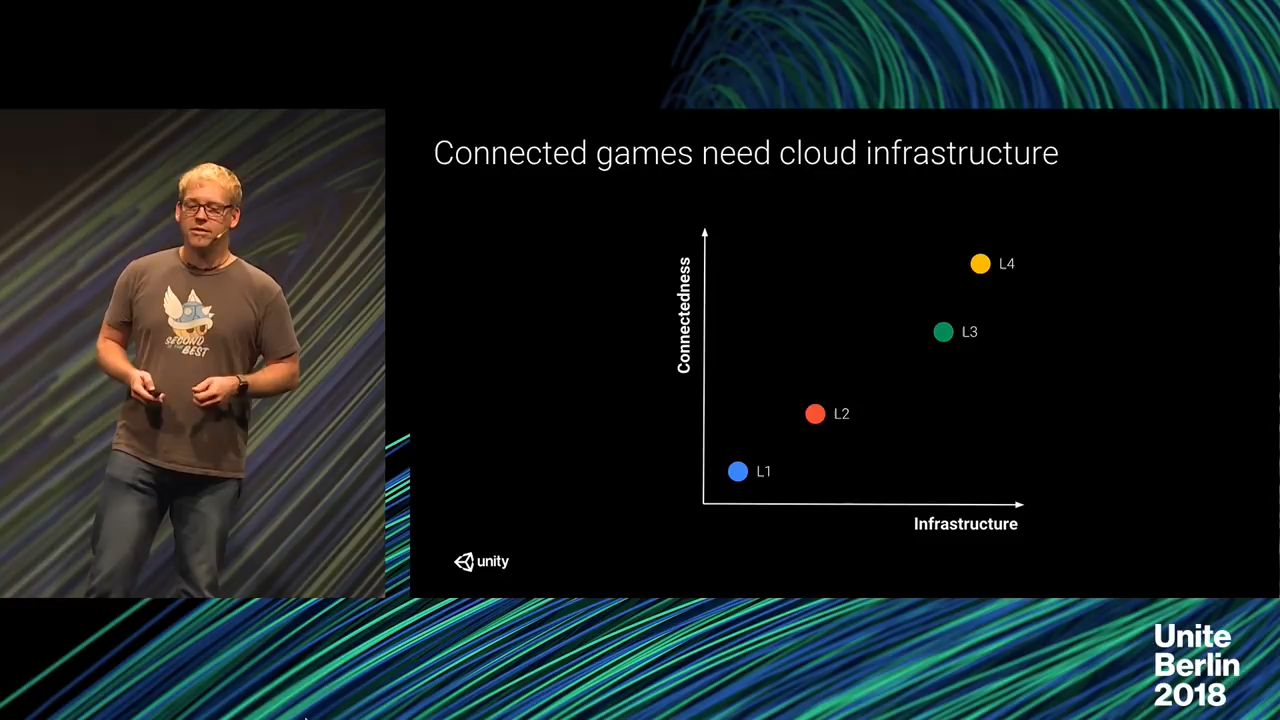 Connected games need cloud infrastructure
Connectedness
L4
L3
L2
L1
Infrastructure
unity
SECOND
BEST
Unite
Berlin
2018